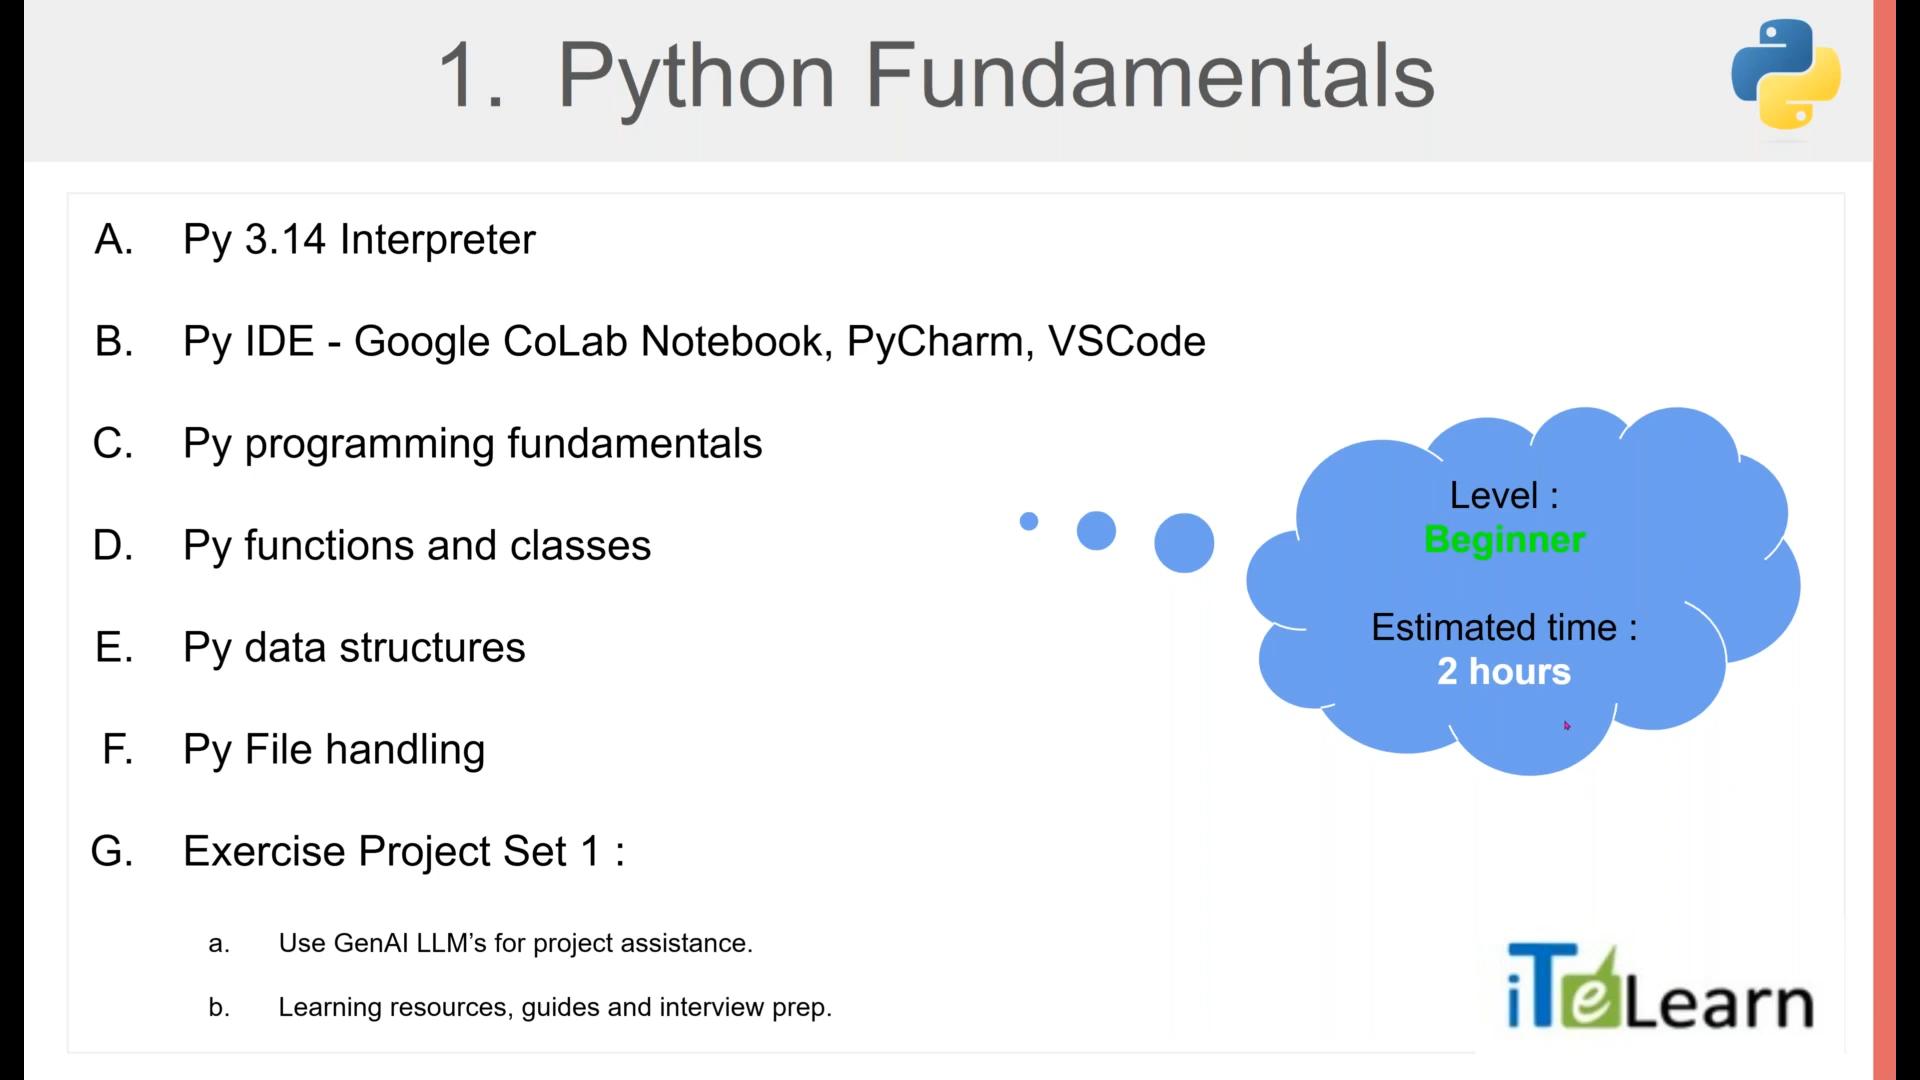 1. Python Fundamentals
A. Py 3.14 Interpreter
B. Py IDE - Google CoLab Notebook, PyCharm, VSCode
C. Py programming fundamentals
D. Py functions and classes
E. Py data structures
F. Py File handling
G. Exercise Project Set 1 :
a. Use GenAI LLM’s for project assistance.
b. Learning resources, guides and interview prep.
Level :
Beginner
Estimated time :
2 hours
iTeLearn